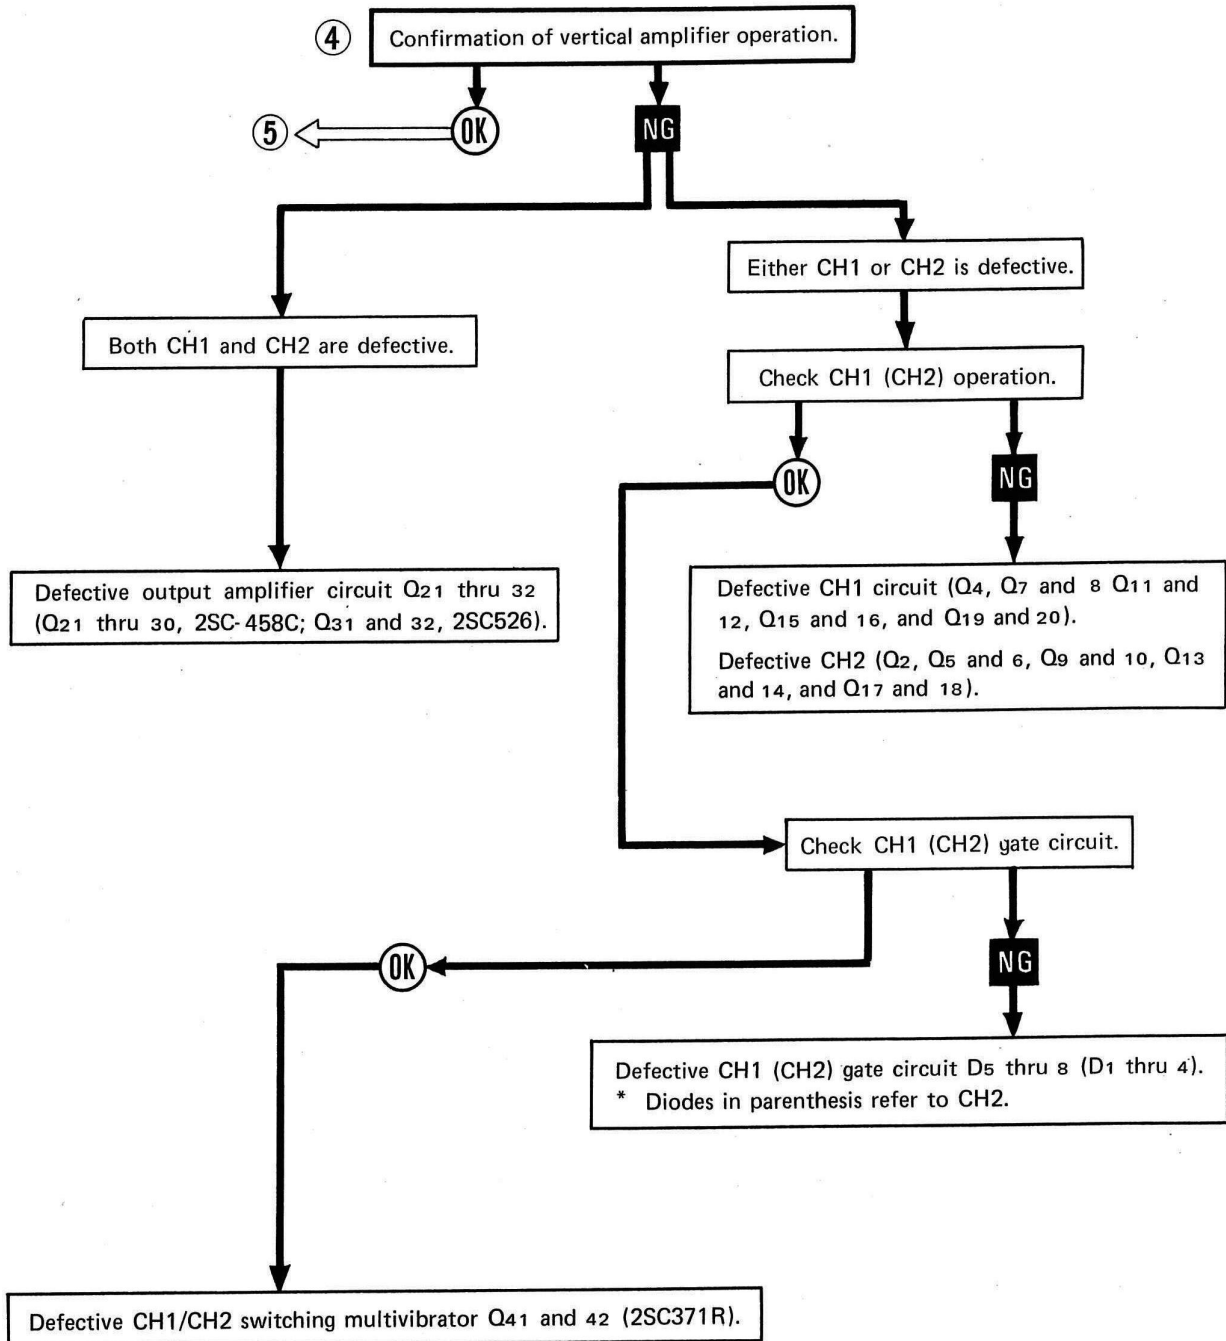 ④ Confirmation of vertical amplifier operation.
⑤ OK NG
Either CH1 or CH2 is defective.
Both CH1 and CH2 are defective.
Check CH1 (CH2) operation.
OK NG
Defective output amplifier circuit Q21 thru 32
(Q21 thru 30, 2SC-458C; Q31 and 32, 2SC526).
Defective CH1 circuit (Q4, Q7 and 8 Q11 and
12, Q15 and 16, and Q19 and 20).
Defective CH2 (Q2, Q5 and 6, Q9 and 10, Q13
and 14, and Q17 and 18).
Check CH1 (CH2) gate circuit.
OK NG
Defective CH1 (CH2) gate circuit D5 thru 8 (D1 thru 4).
* Diodes in parenthesis refer to CH2.
Defective CH1/CH2 switching multivibrator Q41 and 42 (2SC371R).